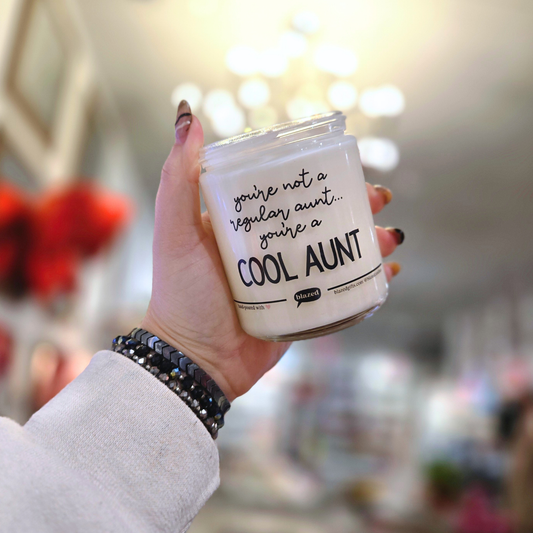 you're not a
regular aunt...
you're a
COOL AUNT
blazed